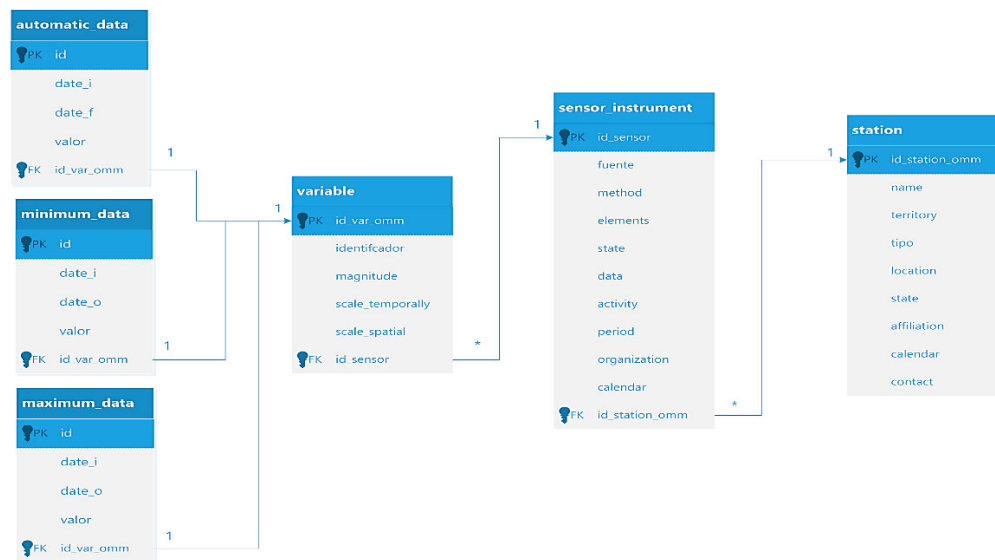 automatic_data
PK id
date_i
date_f
valor
FK id_var_omm
1
minimum_data
PK id
date_i
date_o
valor
FK id_var_omm
1
maximum_data
PK id
date_i
date_o
valor
FK id_var_omm
1
1
variable
PK id_var_omm
identifcador
magnitude
scale_temporally
scale_spatial
FK id_sensor
*
1
sensor_instrument
PK id_sensor
fuente
method
elements
state
data
activity
period
organization
calendar
FK id_station_omm
*
1
station
PK id_station_omm
name
territory
tipo
location
state
affiliation
calendar
contact